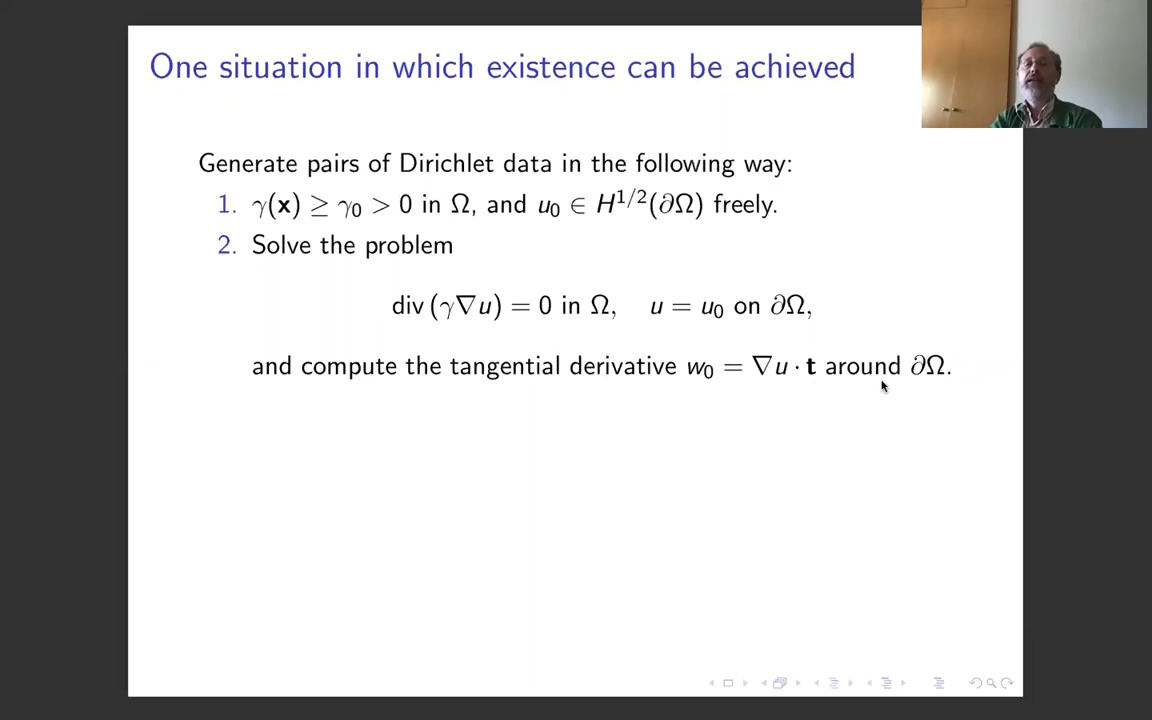 One situation in which existence can be achieved
Generate pairs of Dirichlet data in the following way:
1. γ(x) ≥ γ₀ > 0 in Ω, and u₀ ∈ H^{1/2}(∂Ω) freely.
2. Solve the problem
div (γ∇u) = 0 in Ω, u = u₀ on ∂Ω,
and compute the tangential derivative w₀ = ∇u · t around ∂Ω.